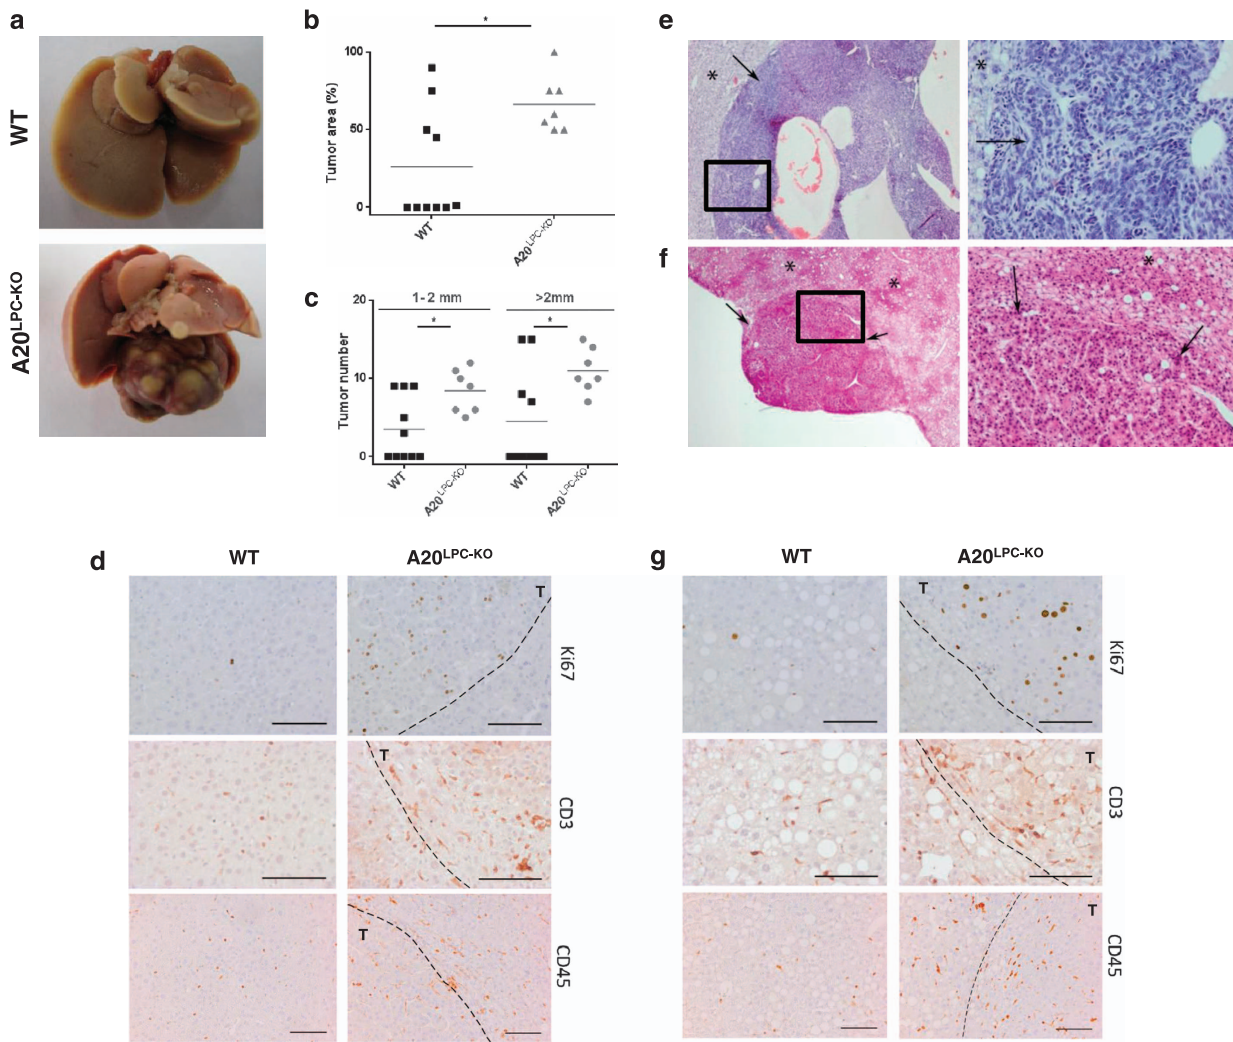 a
WT
A20LPC-KO
b
*
Tumor area (%)
100
50
0
WT
A20LPC-KO
c
1-2 mm
>2mm
*
*
Tumor number
20
10
0
WT
A20LPC-KO
WT
A20LPC-KO
e
*
*
f
*
*
*
d
WT
A20LPC-KO
T
Ki67
T
CD3
T
CD45
g
WT
A20LPC-KO
T
Ki67
T
CD3
T
CD45